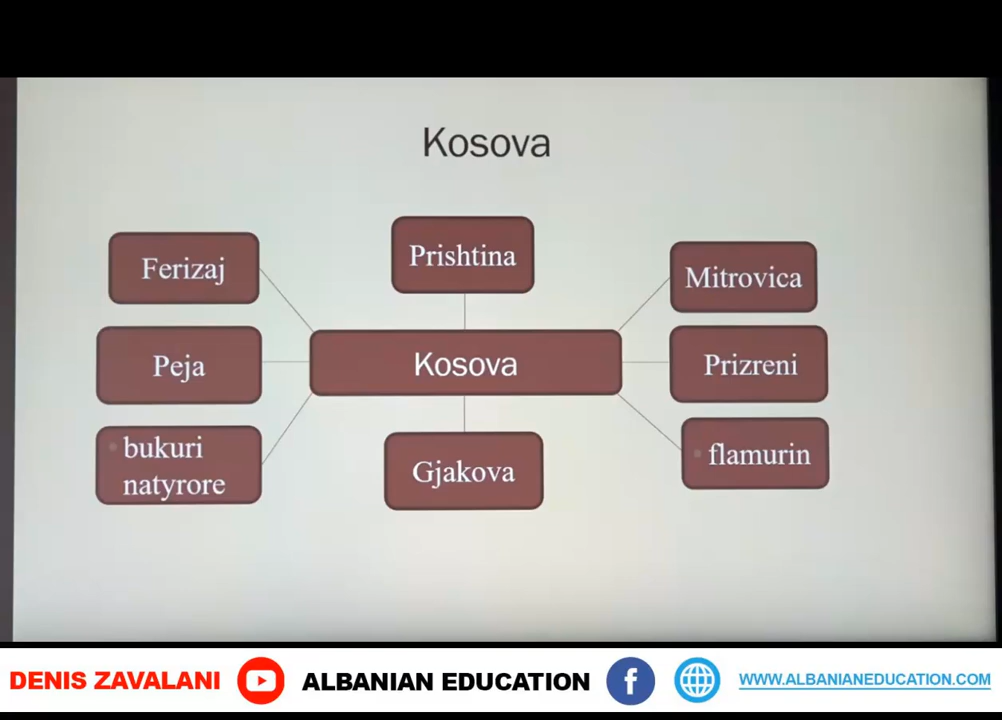 Kosova
Ferizaj
Prishtina
Mitrovica
Peja
Kosova
Prizreni
bukuri
natyrore
Gjakova
flamurin
DENIS ZAVALANI
ALBANIAN EDUCATION
f
WWW.ALBANIANEDUCATION.COM